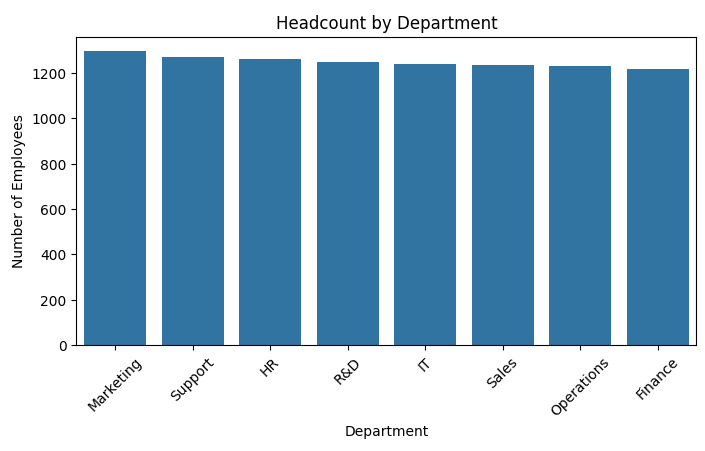 Headcount by Department
Number of Employees
1200
1000
800
600
400
200
0
Marketing
Support
HR
R&D
IT
Sales
Operations
Finance
Department